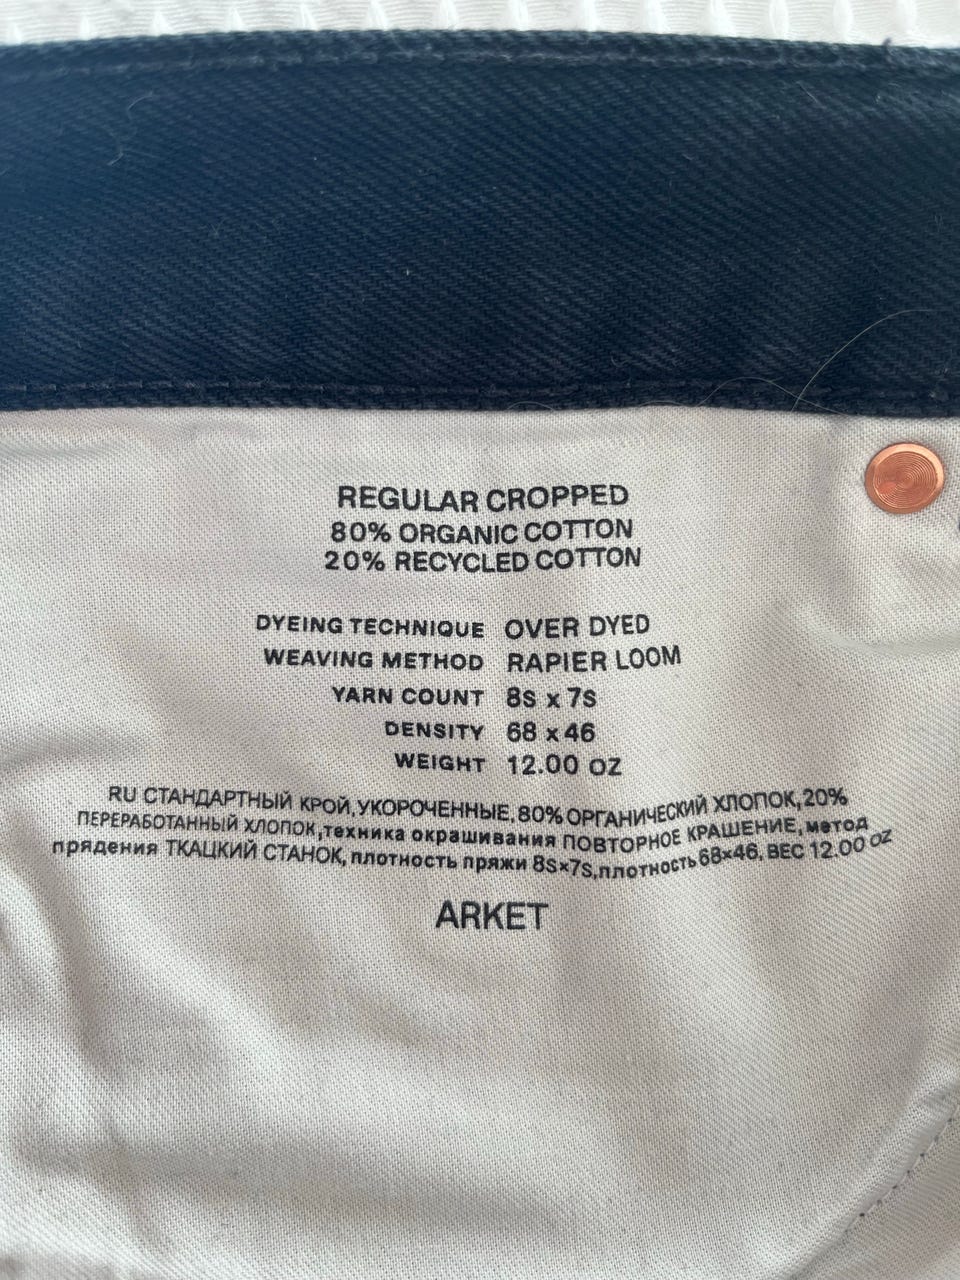 REGULAR CROPPED
80% ORGANIC COTTON
20% RECYCLED COTTON
DYEING TECHNIQUE OVER DYED
WEAVING METHOD RAPIER LOOM
YARN COUNT 8s x 7s
DENSITY 68 x 46
WEIGHT 12.00 OZ
RU СТАНДАРТНЫЙ КРОЙ, УКОРОЧЕННЫЕ, 80% ОРГАНИЧЕСКИЙ ХЛОПОК, 20%
ПЕРЕРАБОТАННЫЙ ХЛОПОК, техника окрашивания ПОВТОРНОЕ КРАШЕНИЕ, метод
прядения ТКАЦКИЙ СТАНОК, плотность пряжи 8s×7s, плотность 68×46, ВЕС 12.00 OZ
ARKET